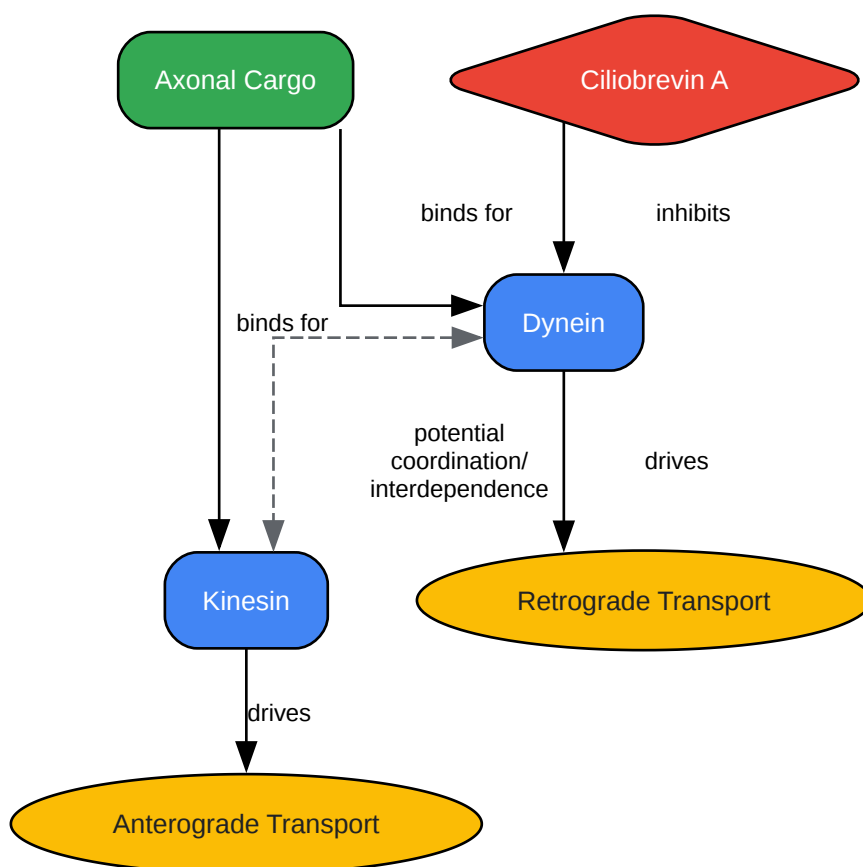 Axonal Cargo
Ciliobrevin A
binds for
inhibits
binds for
Dynein
potential
coordination/
interdependence
drives
Kinesin
Retrograde Transport
drives
Anterograde Transport